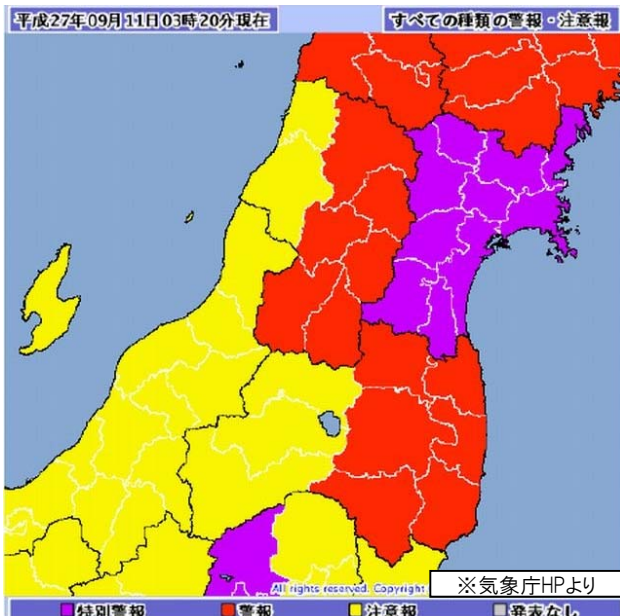 平成27年09月11日03時20分現在
すべての種類の警報・注意報
All rights reserved. Copyright
※気象庁HPより
特別警報 警報 注意報 発表なし